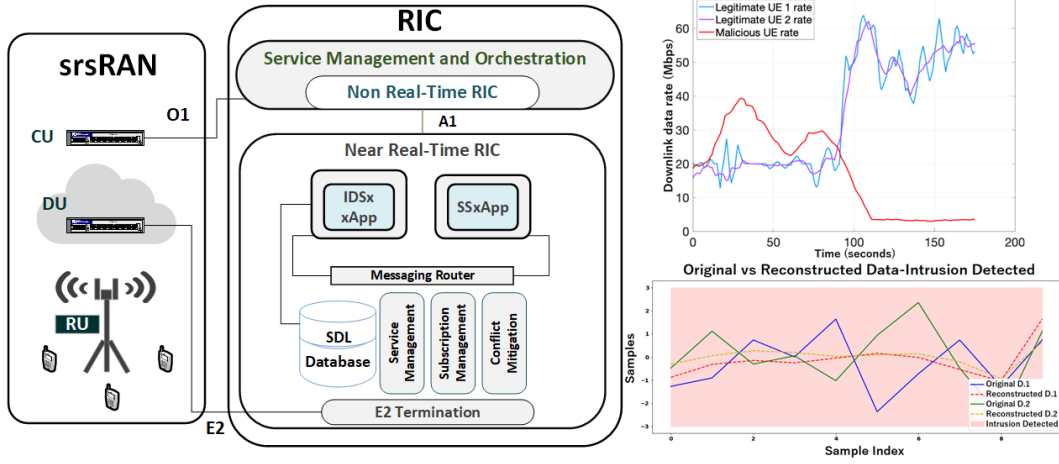 srsRAN
CU
DU
RU
O1
E2
RIC
Service Management and Orchestration
Non Real-Time RIC
A1
Near Real-Time RIC
IDSx
xApp
SSxApp
Messaging Router
SDL
Database
Service
Management
Subscription
Management
Conflict
Mitigation
E2 Termination
Legitimate UE 1 rate
Legitimate UE 2 rate
Malicious UE rate
Downlink data rate (Mbps)
60
50
40
30
20
10
0
0
50
100
150
200
Time (seconds)
Original vs Reconstructed Data-Intrusion Detected
Samples
3
2
1
0
-1
-2
-3
Original D.1
Reconstructed D.1
Original D.2
Reconstructed D.2
Intrusion Detected
0
2
4
6
8
Sample Index